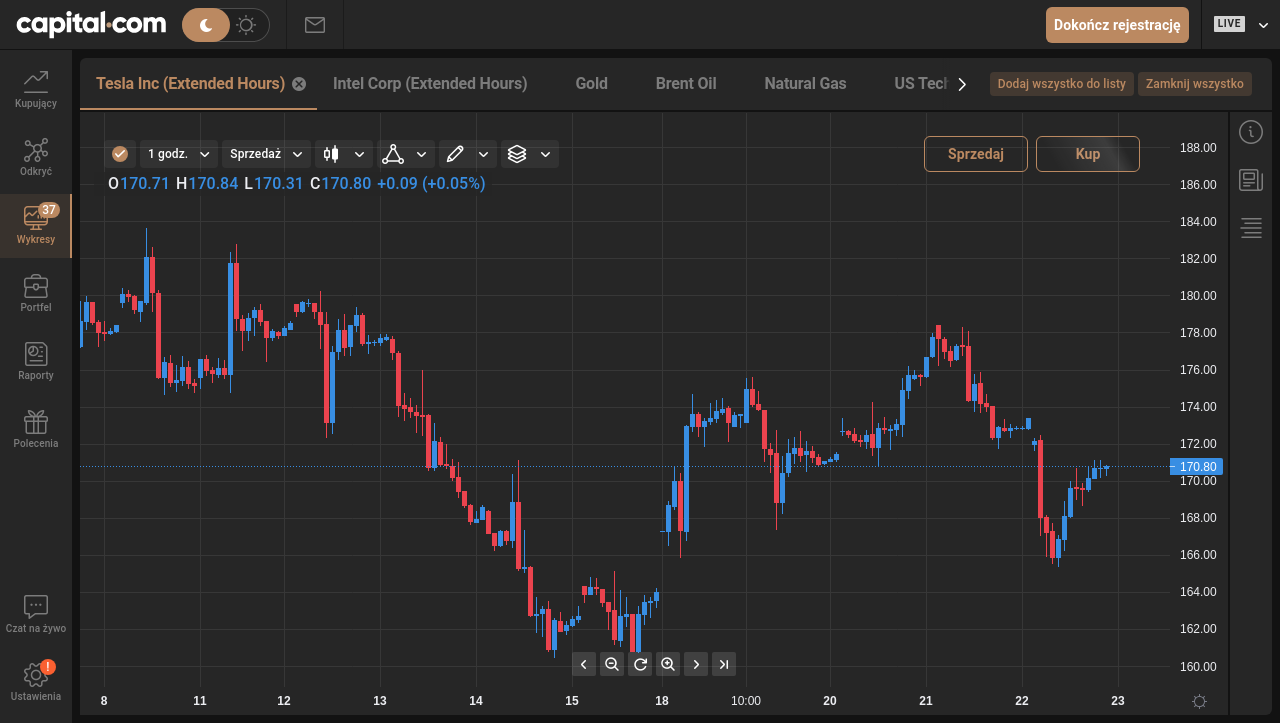 capital.com
Dokończ rejestrację
LIVE
Kupujący
Odkryć
37
Wykresy
Portfel
Raporty
Polecenia
Czat na żywo
!
Ustawienia
Tesla Inc (Extended Hours)
Intel Corp (Extended Hours)
Gold
Brent Oil
Natural Gas
US Tech
Dodaj wszystko do listy
Zamknij wszystko
1 godz.
Sprzedaż
Sprzedaj
Kup
O170.71 H170.84 L170.31 C170.80 +0.09 (+0.05%)
188.00
186.00
184.00
182.00
180.00
178.00
176.00
174.00
172.00
170.80
170.00
168.00
166.00
164.00
162.00
160.00
8 11 12 13 14 15 18 10:00 20 21 22 23